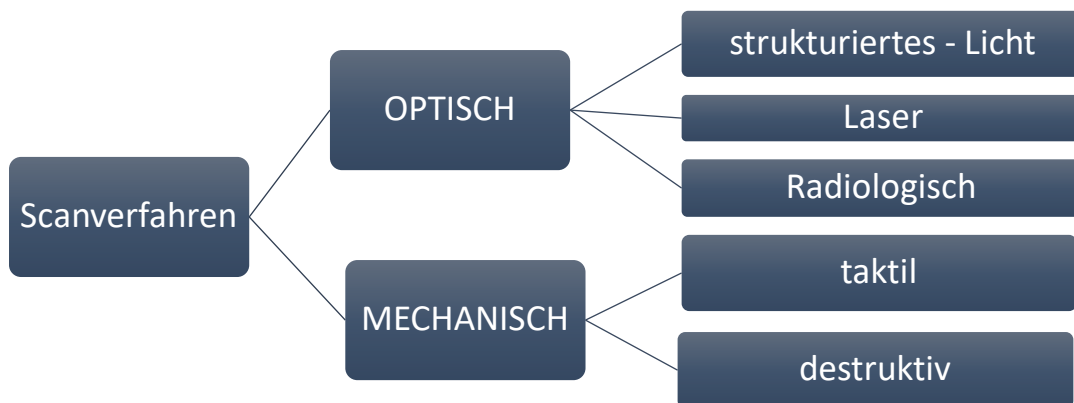 Scanverfahren
OPTISCH
strukturiertes - Licht
Laser
Radiologisch
MECHANISCH
taktil
destruktiv